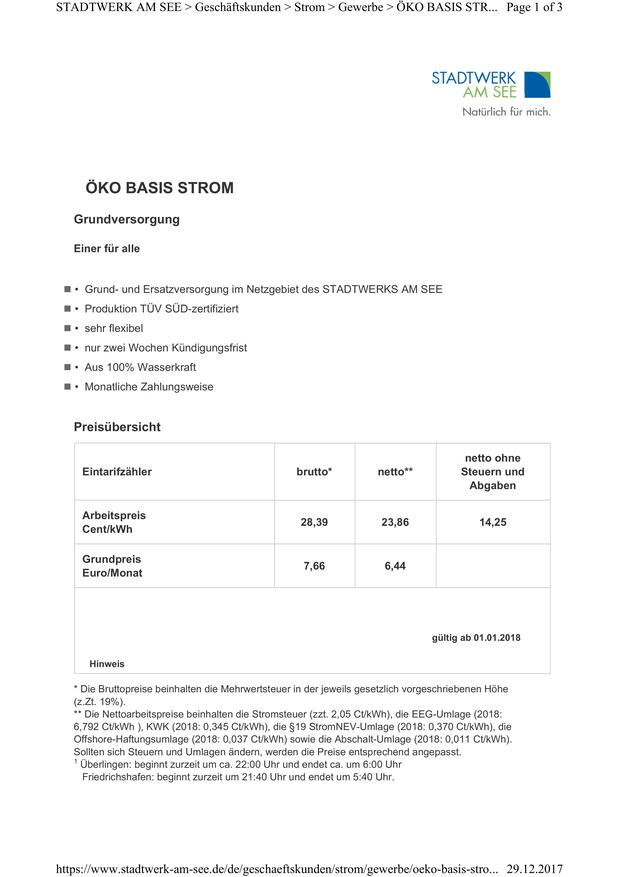 STADTWERK AM SEE > Geschäftskunden > Strom > Gewerbe > ÖKO BASIS STR... Page 1 of 3
STADTWERK
AM SEE
Natürlich für mich.
ÖKO BASIS STROM
Grundversorgung
Einer für alle
• Grund- und Ersatzversorgung im Netzgebiet des STADTWERKS AM SEE
• Produktion TÜV SÜD-zertifiziert
• sehr flexibel
• nur zwei Wochen Kündigungsfrist
• Aus 100% Wasserkraft
• Monatliche Zahlungsweise
Preisübersicht
Eintarifzähler brutto* netto** netto ohne Steuern und Abgaben
Arbeitspreis Cent/kWh 28,39 23,86 14,25
Grundpreis Euro/Monat 7,66 6,44
gültig ab 01.01.2018
Hinweis
* Die Bruttopreise beinhalten die Mehrwertsteuer in der jeweils gesetzlich vorgeschriebenen Höhe
(z.Zt. 19%).
** Die Nettoarbeitspreise beinhalten die Stromsteuer (zzt. 2,05 Ct/kWh), die EEG-Umlage (2018:
6,792 Ct/kWh ), KWK (2018: 0,345 Ct/kWh), die §19 StromNEV-Umlage (2018: 0,370 Ct/kWh), die
Offshore-Haftungsumlage (2018: 0,037 Ct/kWh) sowie die Abschalt-Umlage (2018: 0,011 Ct/kWh).
Sollten sich Steuern und Umlagen ändern, werden die Preise entsprechend angepasst.
1 Überlingen: beginnt zurzeit um ca. 22:00 Uhr und endet ca. um 6:00 Uhr
Friedrichshafen: beginnt zurzeit um 21:40 Uhr und endet um 5:40 Uhr.
https://www.stadtwerk-am-see.de/de/geschaeftskunden/strom/gewerbe/oeko-basis-stro... 29.12.2017